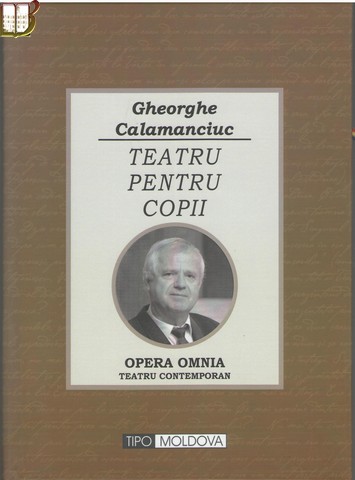 Gheorghe
Calamanciuc
TEATRU
PENTRU
COPII
OPERA OMNIA
TEATRU CONTEMPORAN
TIPO MOLDOVA